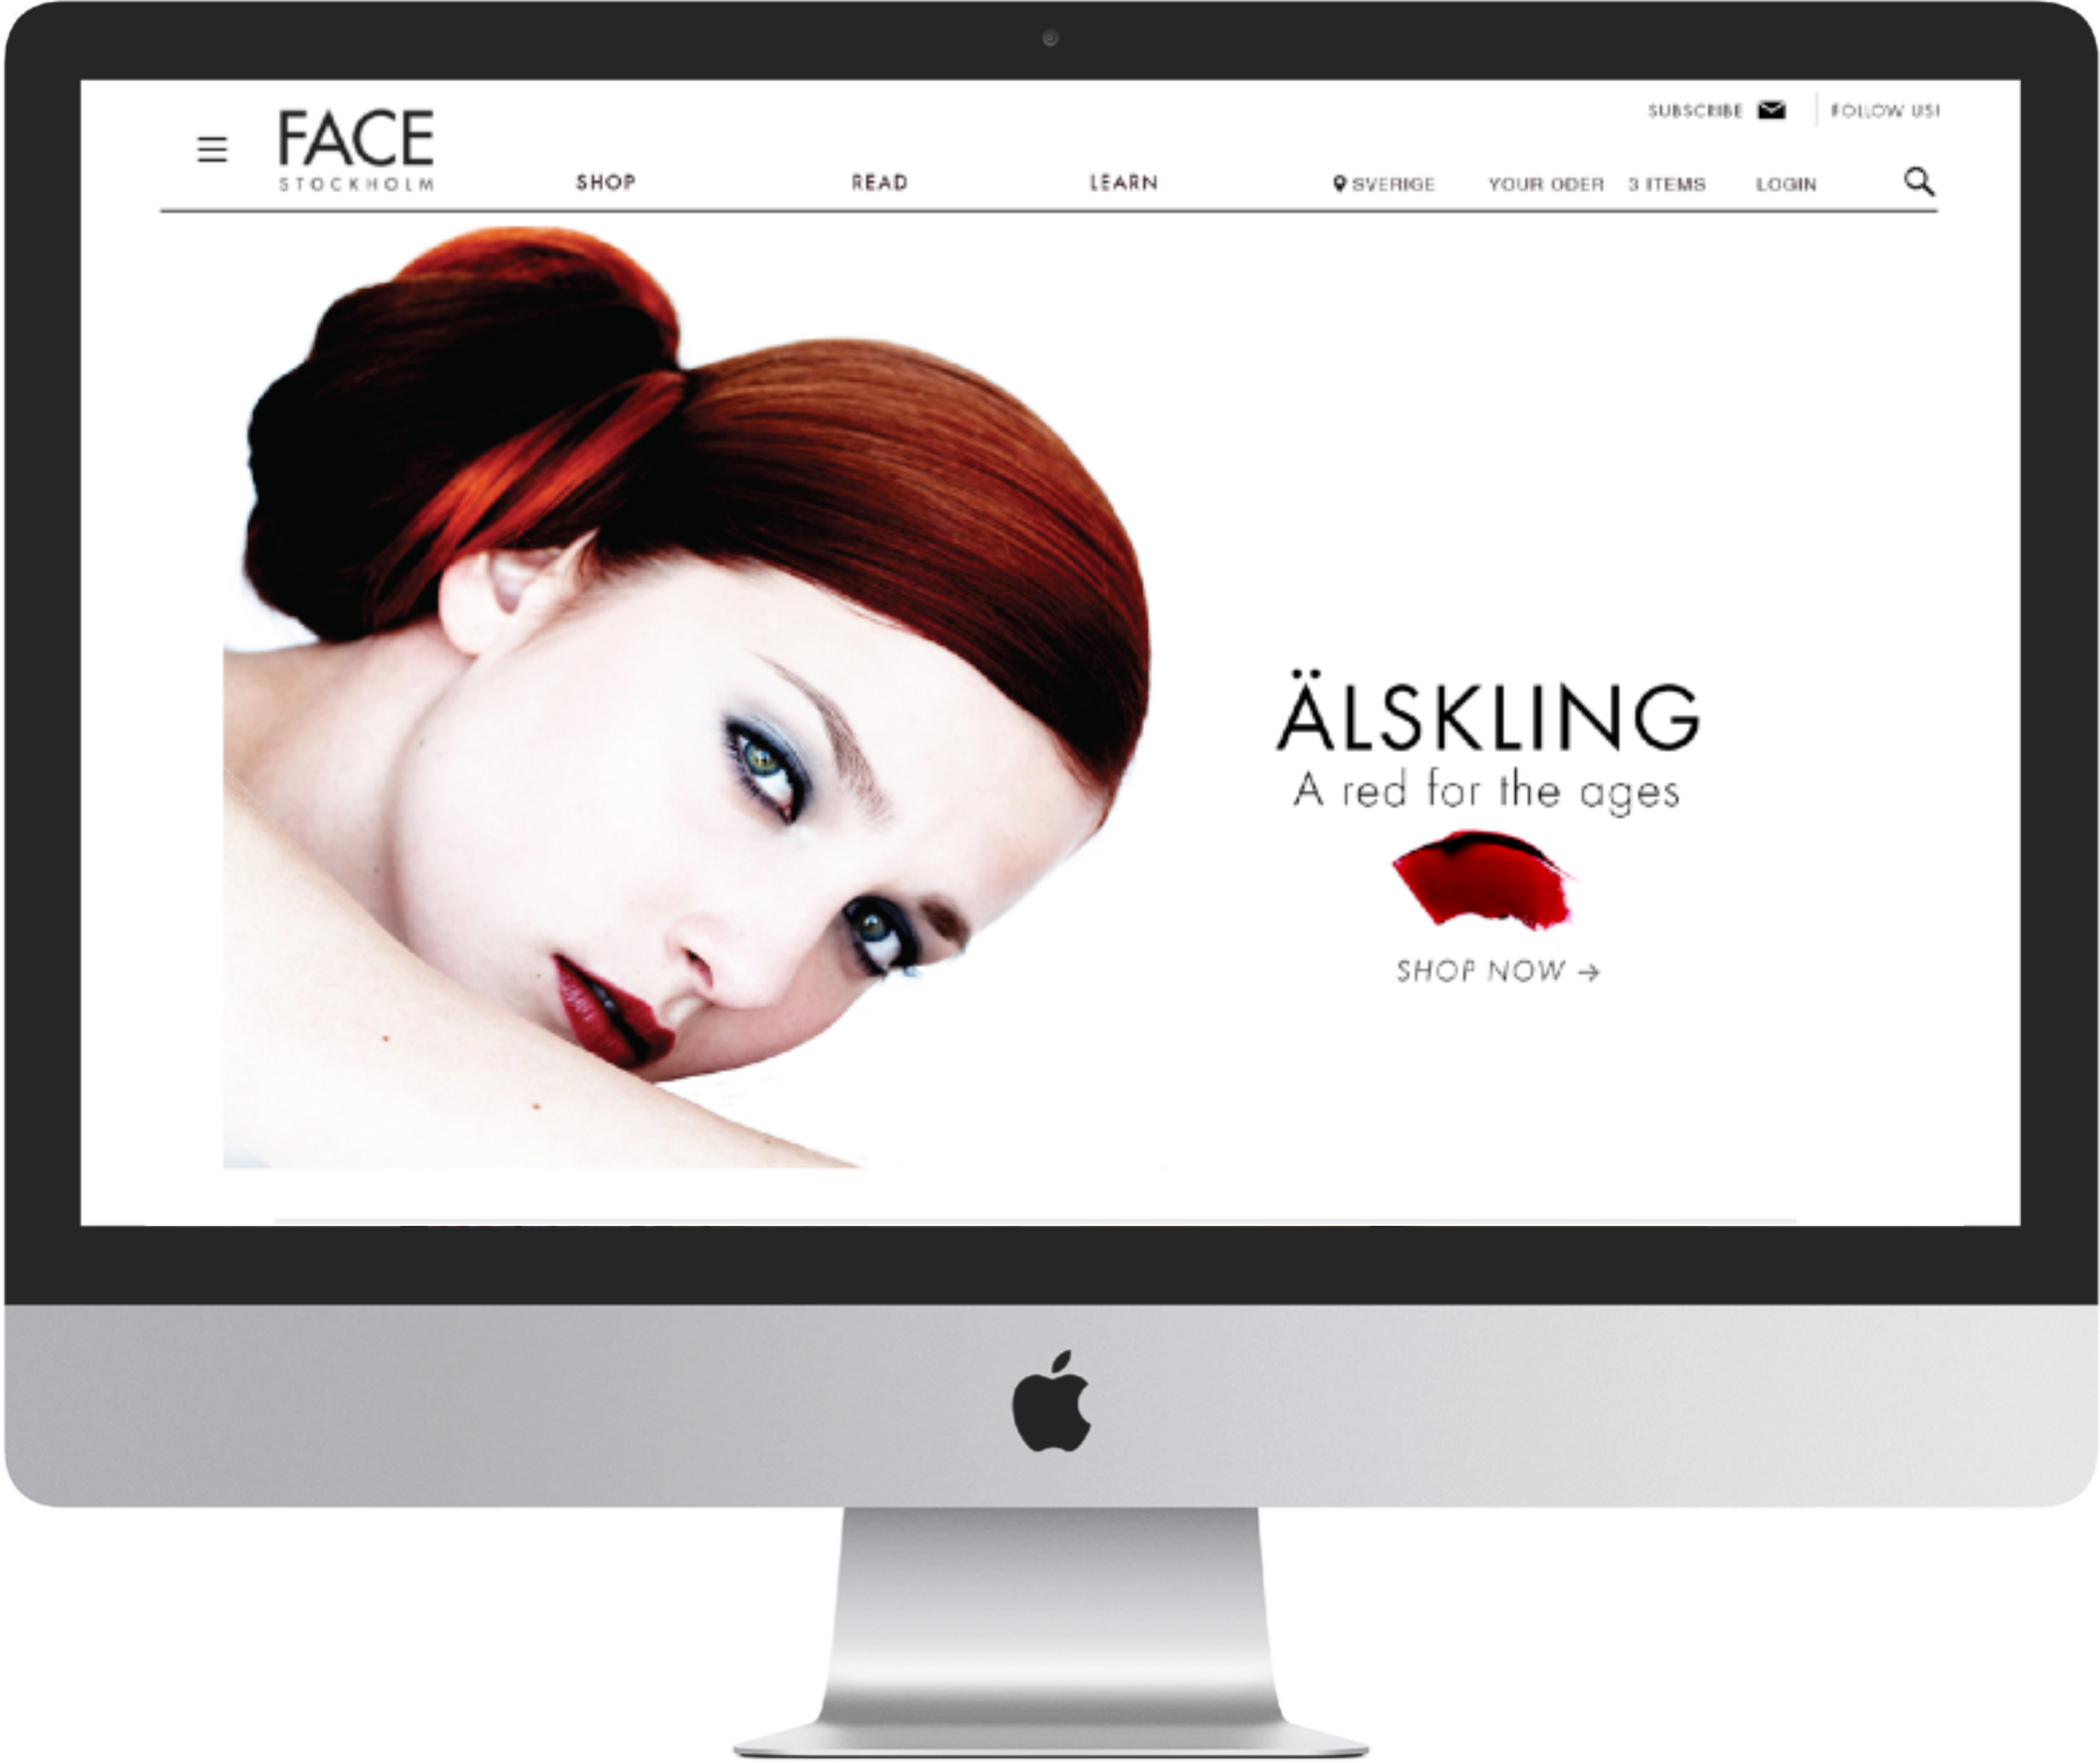 SUBSCRIBE FOLLOW US!
FACE
STOCKHOLM
SHOP READ LEARN SVERIGE YOUR ODER 3 ITEMS LOGIN
ÄLSKLING
A red for the ages
SHOP NOW →